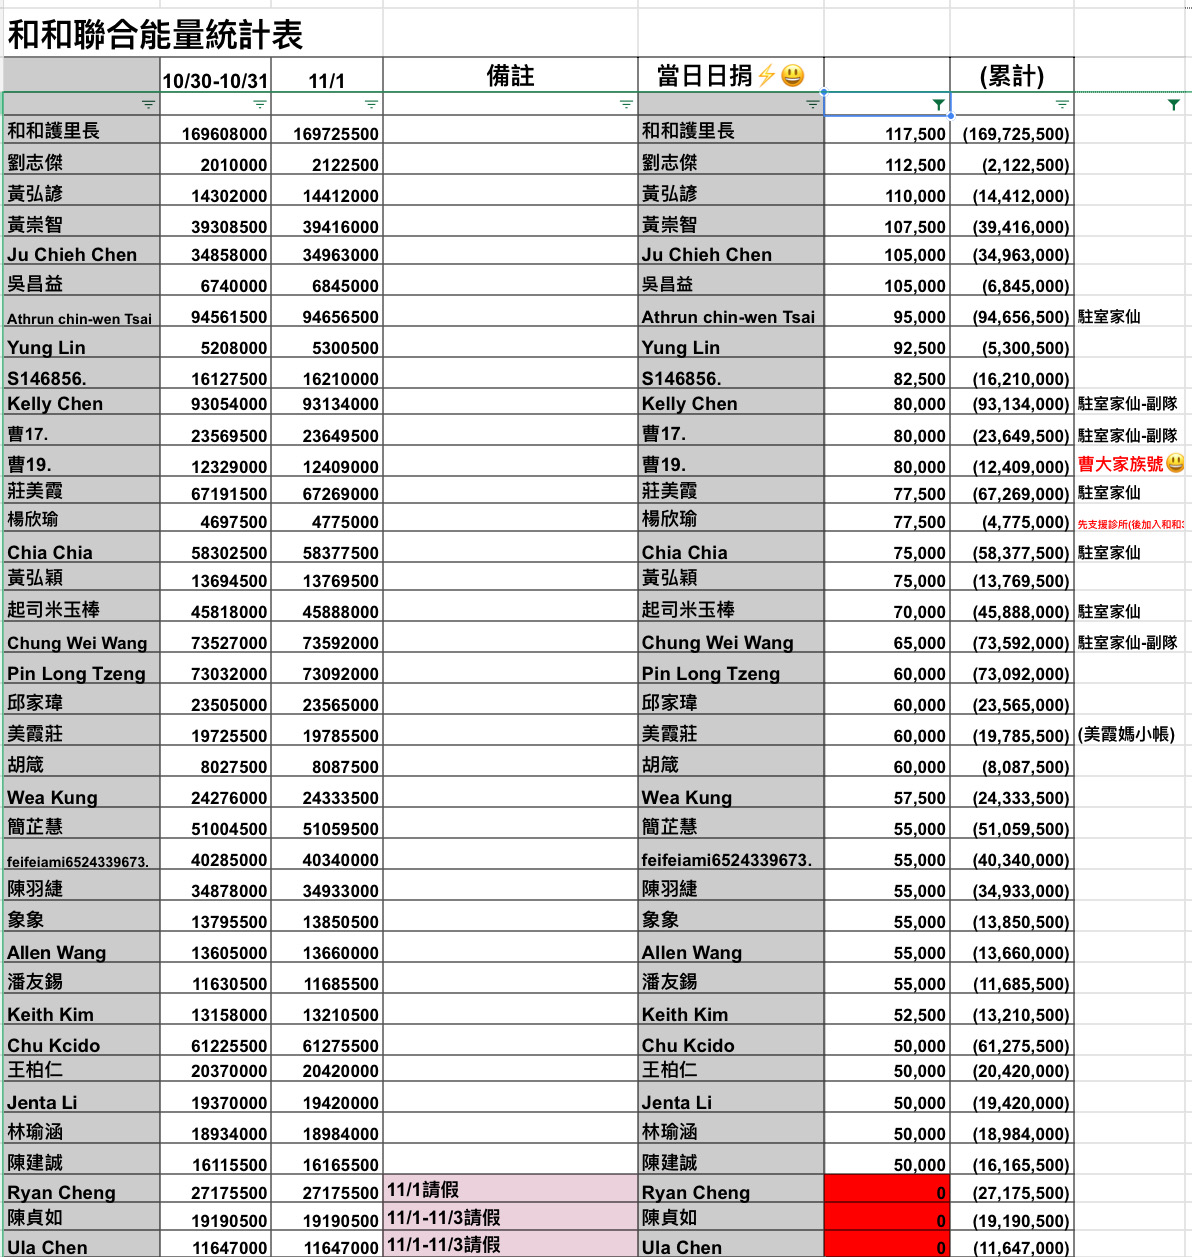 和和聯合能量統計表
10/30-10/31 11/1 備註 當日日捐⚡😃 (累計)
和和護里長 169608000 169725500 和和護里長 117,500 (169,725,500)
劉志傑 2010000 2122500 劉志傑 112,500 (2,122,500)
黃弘諺 14302000 14412000 黃弘諺 110,000 (14,412,000)
黃崇智 39308500 39416000 黃崇智 107,500 (39,416,000)
Ju Chieh Chen 34858000 34963000 Ju Chieh Chen 105,000 (34,963,000)
吳昌益 6740000 6845000 吳昌益 105,000 (6,845,000)
Athrun chin-wen Tsai 94561500 94656500 Athrun chin-wen Tsai 95,000 (94,656,500) 駐室家仙
Yung Lin 5208000 5300500 Yung Lin 92,500 (5,300,500)
S146856. 16127500 16210000 S146856. 82,500 (16,210,000)
Kelly Chen 93054000 93134000 Kelly Chen 80,000 (93,134,000) 駐室家仙-副隊
曹17. 23569500 23649500 曹17. 80,000 (23,649,500) 駐室家仙-副隊
曹19. 12329000 12409000 曹19. 80,000 (12,409,000) 曹大家族號😃
莊美霞 67191500 67269000 莊美霞 77,500 (67,269,000) 駐室家仙
楊欣瑜 4697500 4775000 楊欣瑜 77,500 (4,775,000) 先支援診所(後加入和和
Chia Chia 58302500 58377500 Chia Chia 75,000 (58,377,500) 駐室家仙
黃弘穎 13694500 13769500 黃弘穎 75,000 (13,769,500)
起司米玉棒 45818000 45888000 起司米玉棒 70,000 (45,888,000) 駐室家仙
Chung Wei Wang 73527000 73592000 Chung Wei Wang 65,000 (73,592,000) 駐室家仙-副隊
Pin Long Tzeng 73032000 73092000 Pin Long Tzeng 60,000 (73,092,000)
邱家瑋 23505000 23565000 邱家瑋 60,000 (23,565,000)
美霞莊 19725500 19785500 美霞莊 60,000 (19,785,500) (美霞媽小帳)
胡箴 8027500 8087500 胡箴 60,000 (8,087,500)
Wea Kung 24276000 24333500 Wea Kung 57,500 (24,333,500)
簡芷慧 51004500 51059500 簡芷慧 55,000 (51,059,500)
feifeiami6524339673. 40285000 40340000 feifeiami6524339673. 55,000 (40,340,000)
陳羽緁 34878000 34933000 陳羽緁 55,000 (34,933,000)
象象 13795500 13850500 象象 55,000 (13,850,500)
Allen Wang 13605000 13660000 Allen Wang 55,000 (13,660,000)
潘友錫 11630500 11685500 潘友錫 55,000 (11,685,500)
Keith Kim 13158000 13210500 Keith Kim 52,500 (13,210,500)
Chu Kcido 61225500 61275500 Chu Kcido 50,000 (61,275,500)
王柏仁 20370000 20420000 王柏仁 50,000 (20,420,000)
Jenta Li 19370000 19420000 Jenta Li 50,000 (19,420,000)
林瑜涵 18934000 18984000 林瑜涵 50,000 (18,984,000)
陳建誠 16115500 16165500 陳建誠 50,000 (16,165,500)
Ryan Cheng 27175500 27175500 11/1請假 Ryan Cheng 0 (27,175,500)
陳貞如 19190500 19190500 11/1-11/3請假 陳貞如 0 (19,190,500)
Ula Chen 11647000 11647000 11/1-11/3請假 Ula Chen 0 (11,647,000)